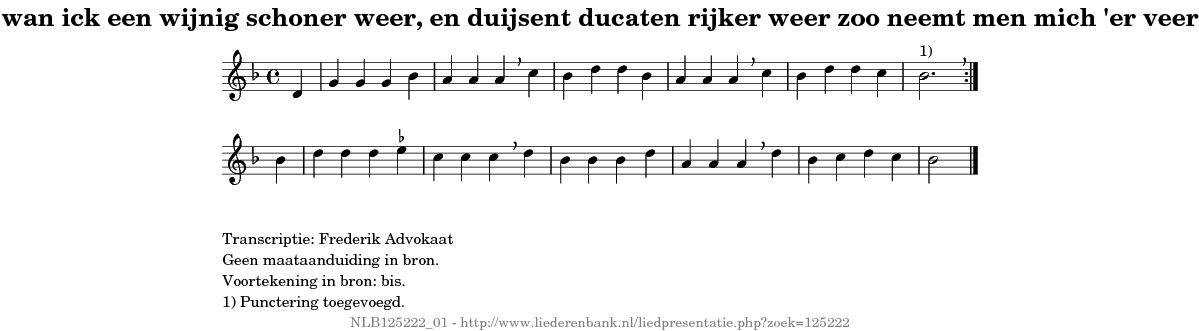 wan ick een wijnig schoner weer, en duijsent ducaten rijker weer zoo neemt men mich 'er veer
1)
Transcriptie: Frederik Advokaat
Geen maataanduiding in bron.
Voortekening in bron: bis.
1) Punctering toegevoegd.
NLB125222_01 - http://www.liederenbank.nl/liedpresentatie.php?zoek=125222